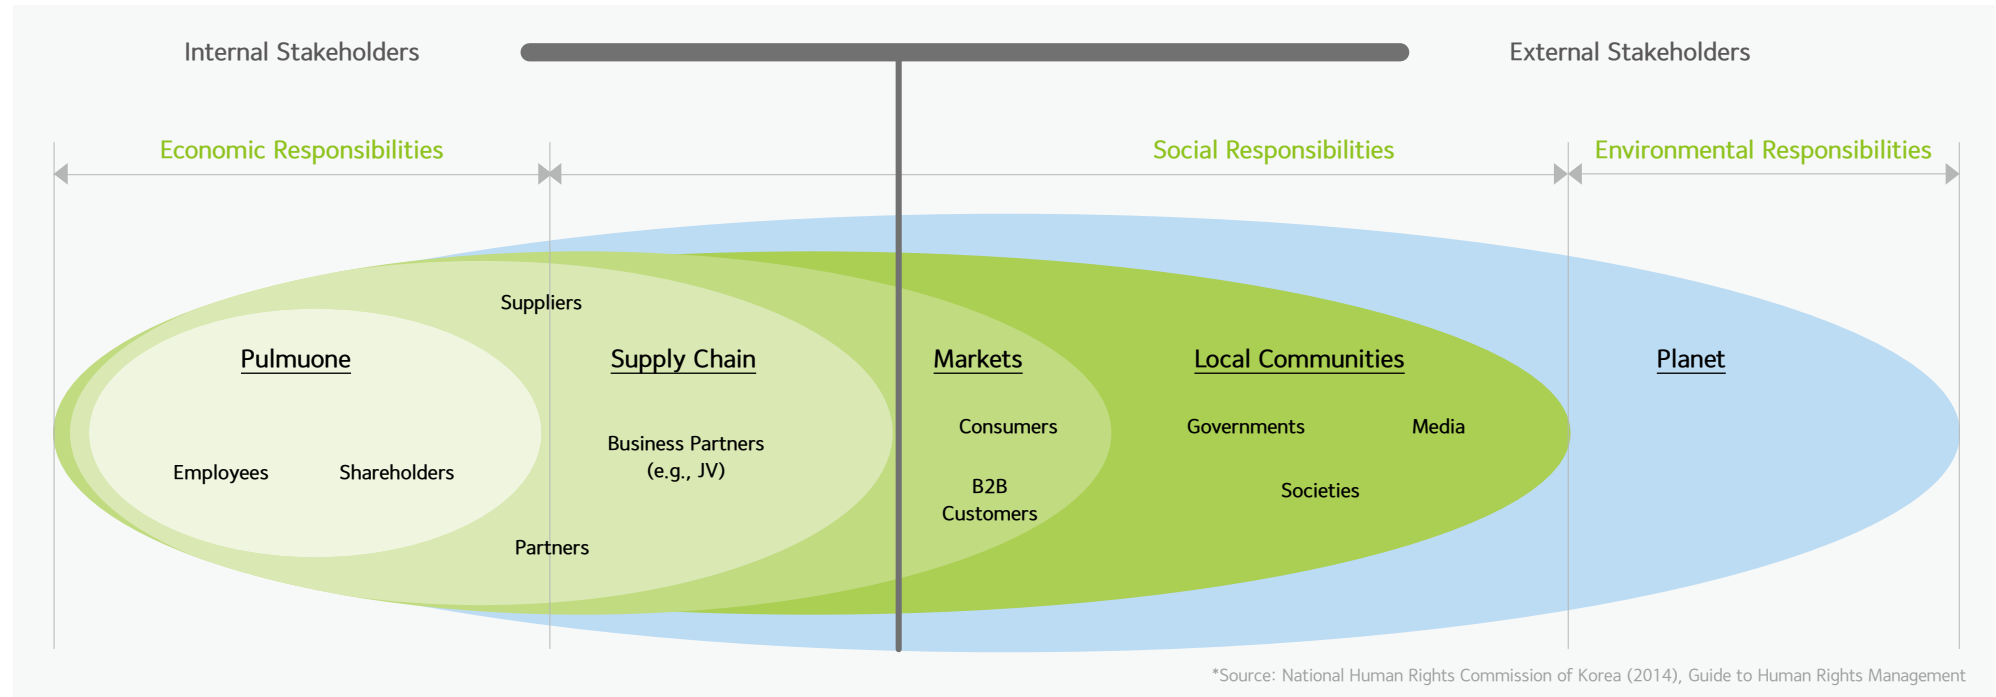 Internal Stakeholders
External Stakeholders
Economic Responsibilities
Social Responsibilities
Environmental Responsibilities
Suppliers
Pulmuone
Supply Chain
Markets
Local Communities
Planet
Employees
Shareholders
Business Partners
(e.g., JV)
Partners
Consumers
B2B
Customers
Governments
Media
Societies
*Source: National Human Rights Commission of Korea (2014), Guide to Human Rights Management